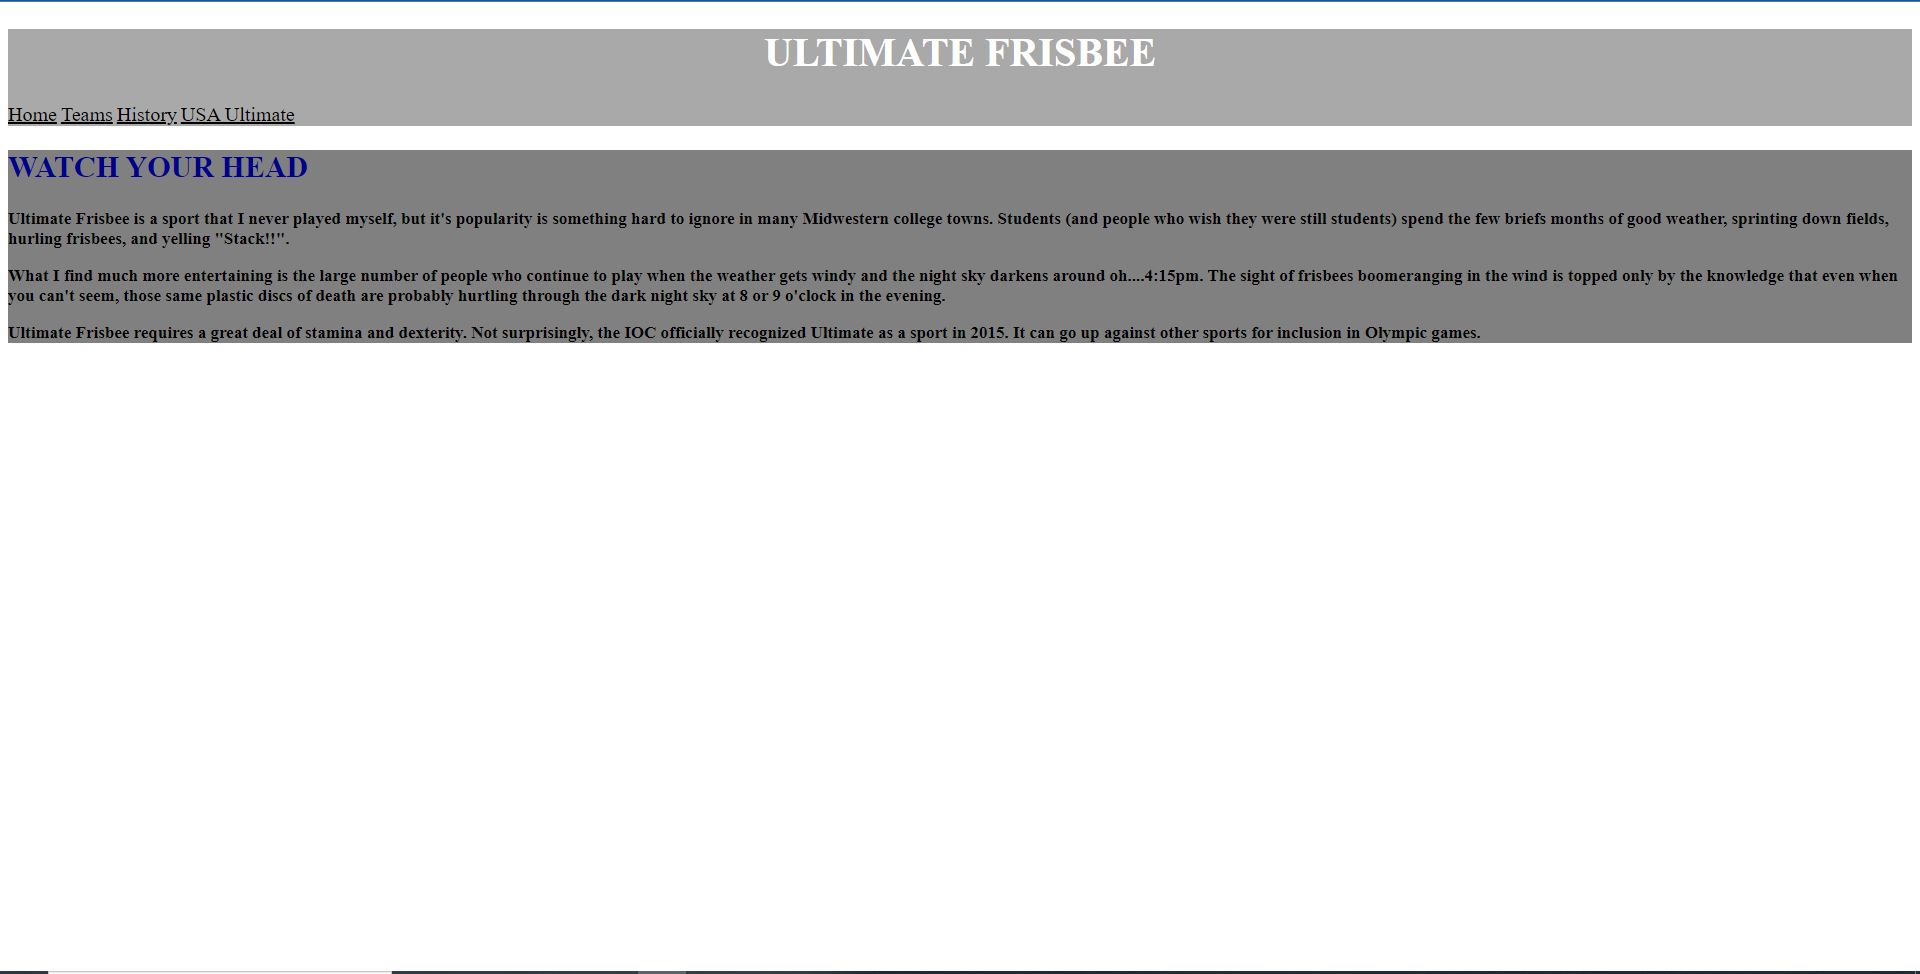 ULTIMATE FRISBEE
Home Teams History USA Ultimate
WATCH YOUR HEAD
Ultimate Frisbee is a sport that I never played myself, but it's popularity is something hard to ignore in many Midwestern college towns. Students (and people who wish they were still students) spend the few briefs months of good weather, sprinting down fields,
hurling frisbees, and yelling "Stack!!".
What I find much more entertaining is the large number of people who continue to play when the weather gets windy and the night sky darkens around oh....4:15pm. The sight of frisbees boomeranging in the wind is topped only by the knowledge that even when
you can't seem, those same plastic discs of death are probably hurtling through the dark night sky at 8 or 9 o'clock in the evening.
Ultimate Frisbee requires a great deal of stamina and dexterity. Not surprisingly, the IOC officially recognized Ultimate as a sport in 2015. It can go up against other sports for inclusion in Olympic games.